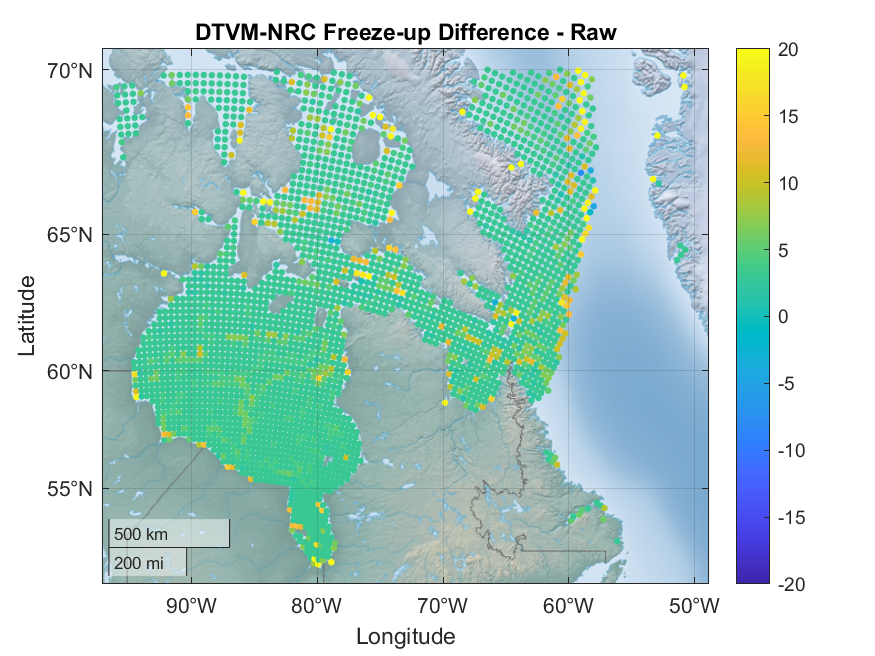 DTVM-NRC Freeze-up Difference - Raw
70°N
65°N
60°N
55°N
Latitude
500 km
200 mi
90°W
80°W
70°W
60°W
50°W
Longitude
20
15
10
5
0
-5
-10
-15
-20